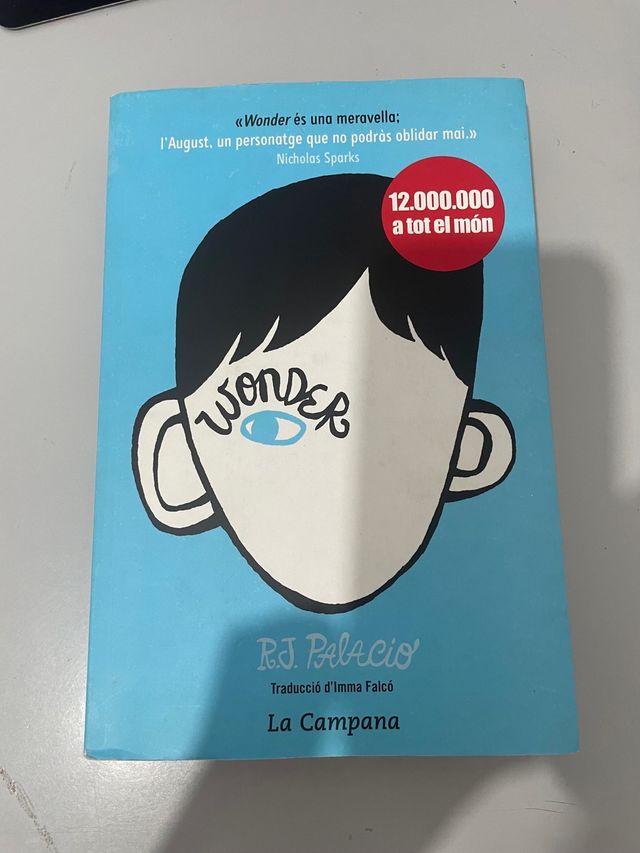 «Wonder és una meravella;
l'August, un personatge que no podràs oblidar mai.»
Nicholas Sparks
12.000.000
a tot el món
WONDER
R.J. PALACIO
Traducció d'Imma Falcó
La Campana